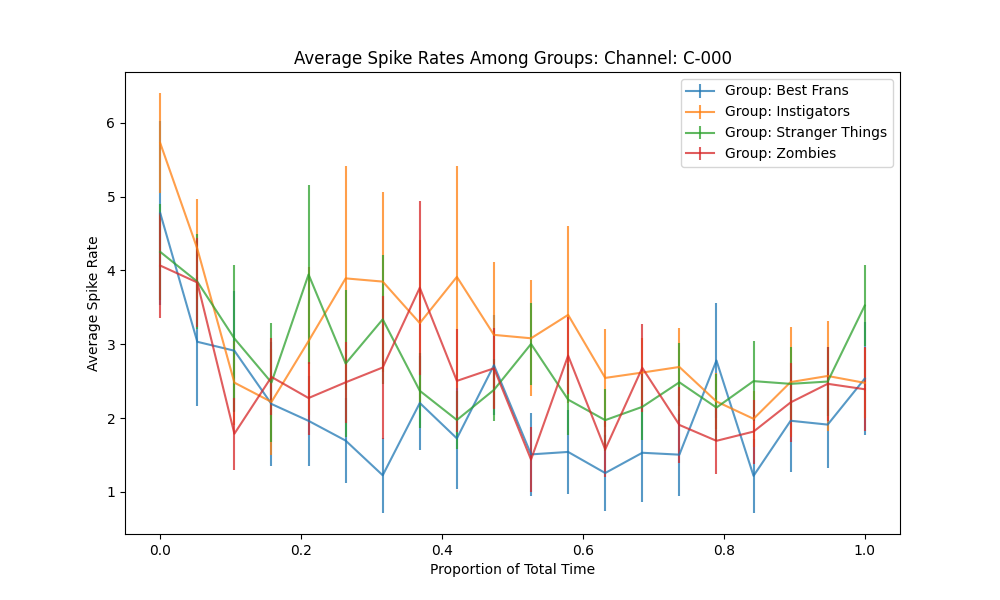 Average Spike Rates Among Groups: Channel: C-000
Group: Best Frans
Group: Instigators
Group: Stranger Things
Group: Zombies
Average Spike Rate
6
5
4
3
2
1
0.0 0.2 0.4 0.6 0.8 1.0
Proportion of Total Time